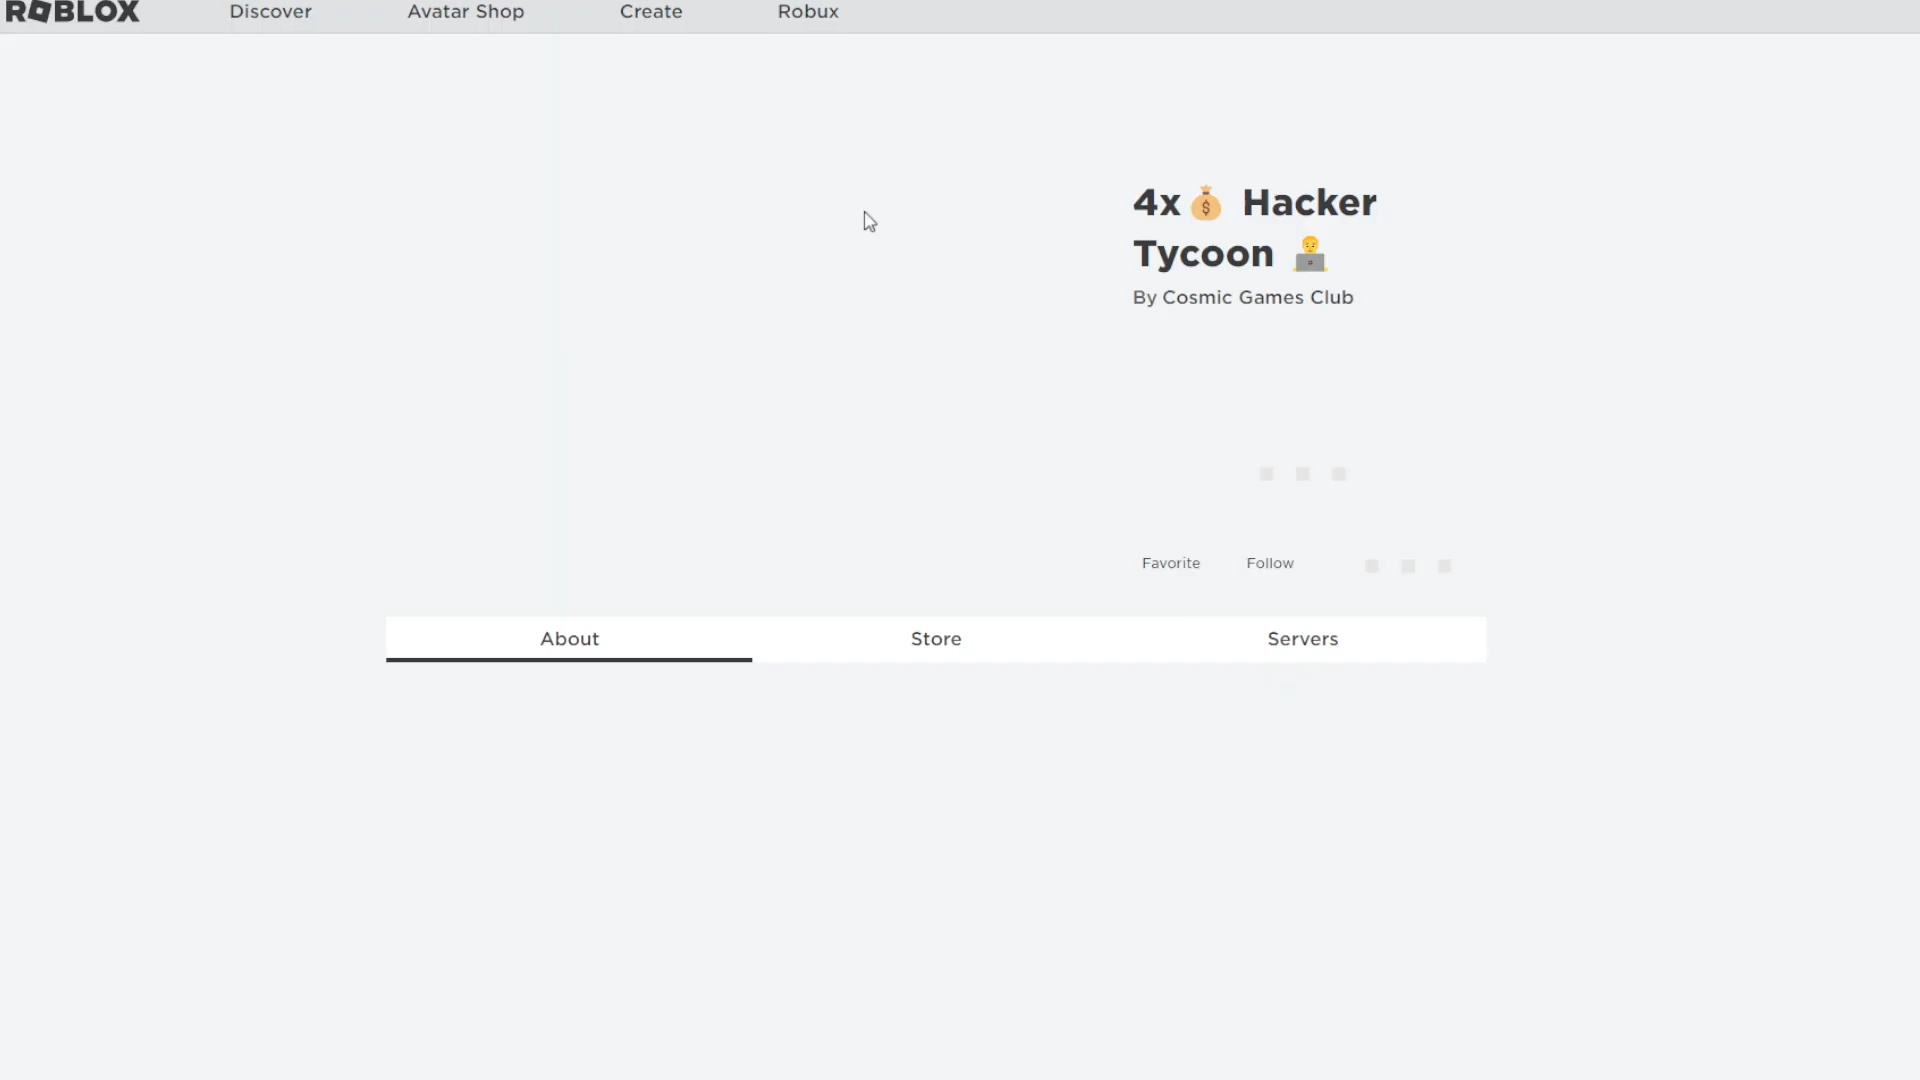 ROBLOX Discover Avatar Shop Create Robux
4x💰 Hacker
Tycoon 🧑‍💻
By Cosmic Games Club
Favorite Follow
About Store Servers